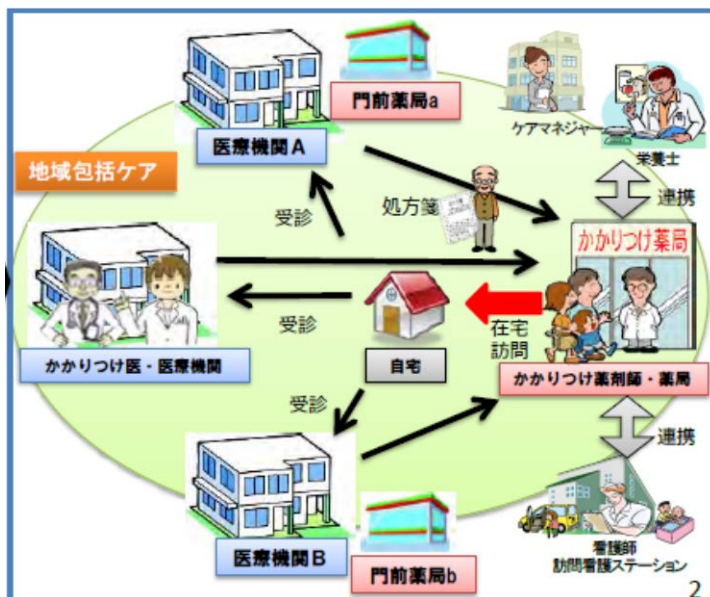 門前薬局a
医療機関A
ケアマネジャー
栄養士
地域包括ケア
受診
処方箋
連携
かかりつけ薬局
受診
在宅
訪問
かかりつけ医・医療機関
自宅
かかりつけ薬剤師・薬局
受診
連携
医療機関B
門前薬局b
看護師
訪問看護ステーション
2